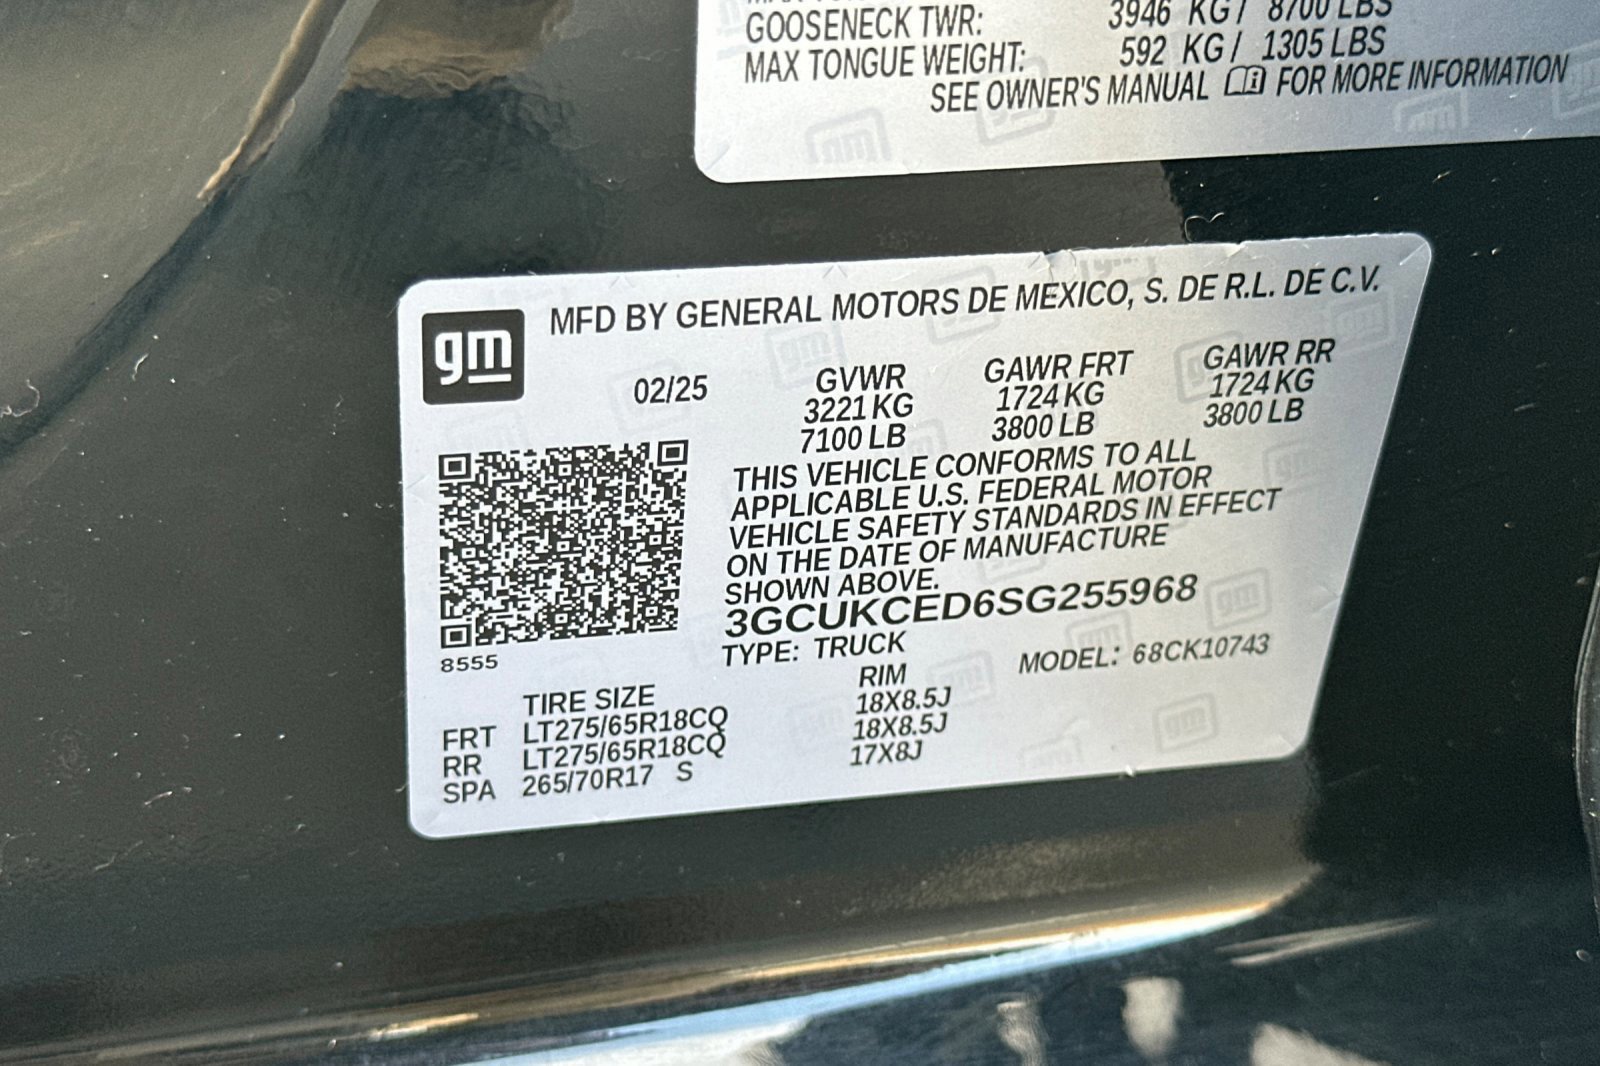 GOOSENECK TWR: 3946 KG / 8700 LBS
MAX TONGUE WEIGHT: 592 KG / 1305 LBS
SEE OWNER'S MANUAL FOR MORE INFORMATION
gm
MFD BY GENERAL MOTORS DE MEXICO, S. DE R.L. DE C.V.
02/25 GVWR GAWR FRT GAWR RR
3221 KG 1724 KG 1724 KG
7100 LB 3800 LB 3800 LB
THIS VEHICLE CONFORMS TO ALL
APPLICABLE U.S. FEDERAL MOTOR
VEHICLE SAFETY STANDARDS IN EFFECT
ON THE DATE OF MANUFACTURE
SHOWN ABOVE.
3GCUKCED6SG255968
8555
TYPE: TRUCK MODEL: 68CK10743
TIRE SIZE RIM
FRT LT275/65R18CQ 18X8.5J
RR LT275/65R18CQ 18X8.5J
SPA 265/70R17 S 17X8J